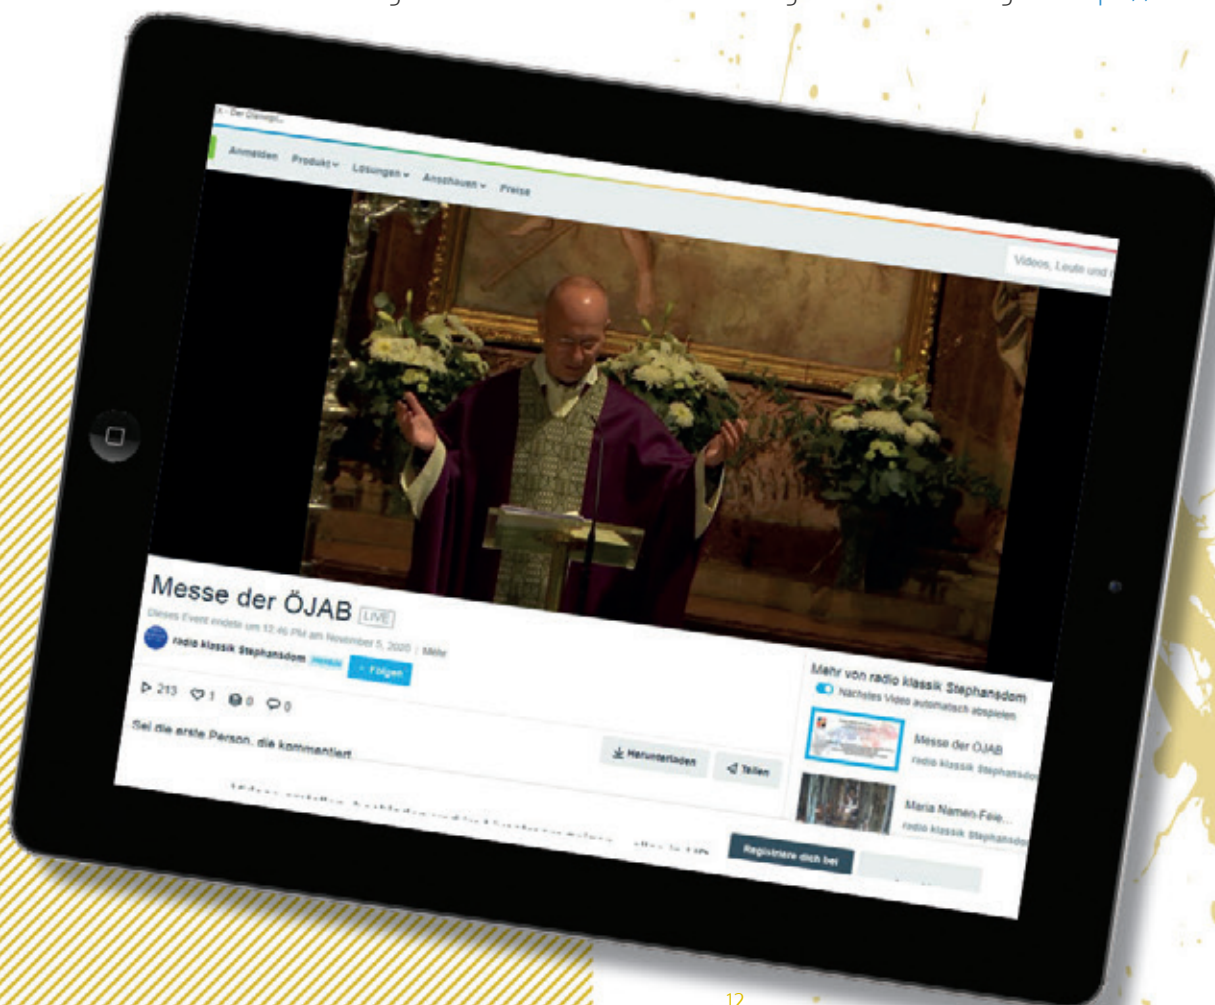 Anmelden Produkt Lösungen Anschauen Preise
Videos, Leute und
Messe der ÖJAB LIVE
Dieses Event endete um 12:46 PM am November 5, 2020 | Mehr
radio klassik Stephansdom + Folgen
213 1 0 0
Sei die erste Person, die kommentiert
Herunterladen Teilen
Mehr von radio klassik Stephansdom
Nächstes Video automatisch abspielen
Messe der ÖJAB
radio klassik Stephansdo
Maria Namen-Feie...
radio klassik Stephansdo
Registriere dich bei
12